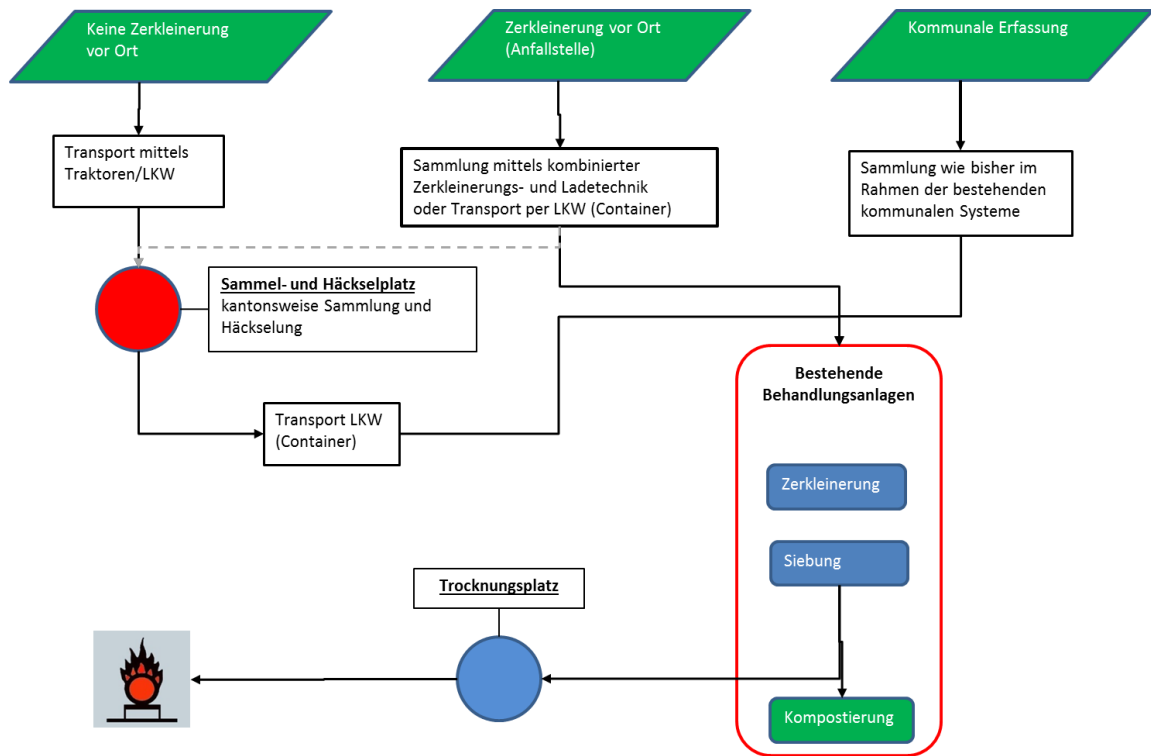 Keine Zerkleinerung
vor Ort
Zerkleinerung vor Ort
(Anfallstelle)
Kommunale Erfassung
Transport mittels
Traktoren/LKW
Sammlung mittels kombinierter
Zerkleinerungs- und Ladetechnik
oder Transport per LKW (Container)
Sammlung wie bisher im
Rahmen der bestehenden
kommunalen Systeme
Sammel- und Häckselplatz
kantonsweise Sammlung und
Häckselung
Transport LKW
(Container)
Bestehende
Behandlungsanlagen
Zerkleinerung
Siebung
Trocknungsplatz
Kompostierung